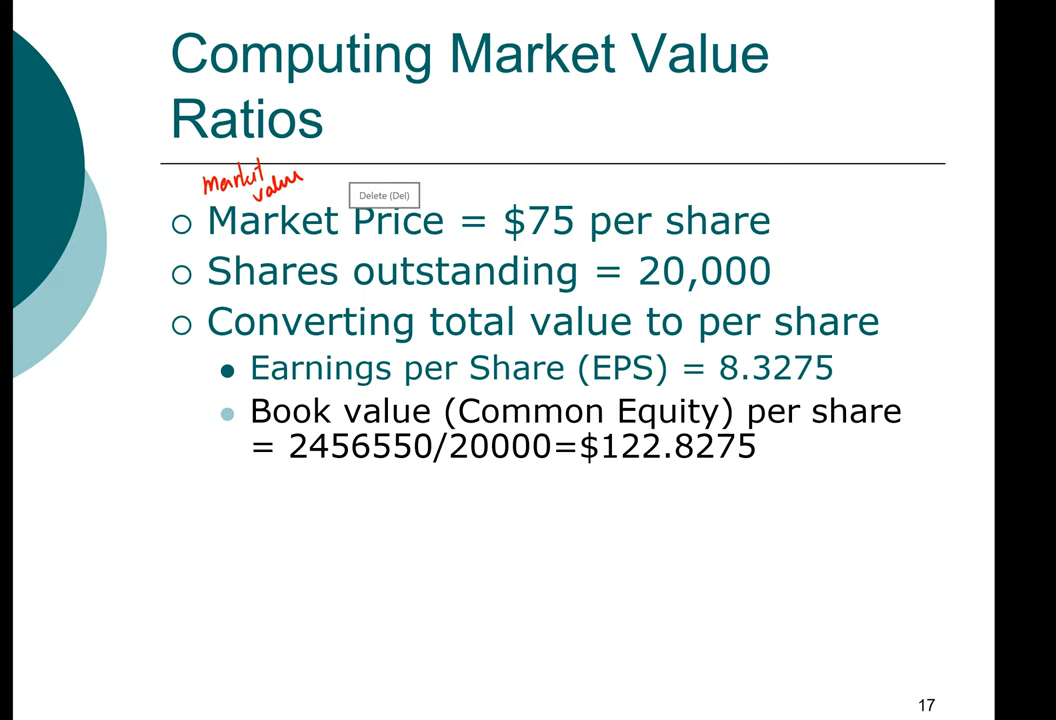 Computing Market Value
Ratios
market
value
Delete (Del)
Market Price = $75 per share
Shares outstanding = 20,000
Converting total value to per share
Earnings per Share (EPS) = 8.3275
Book value (Common Equity) per share
= 2456550/20000=$122.8275
17